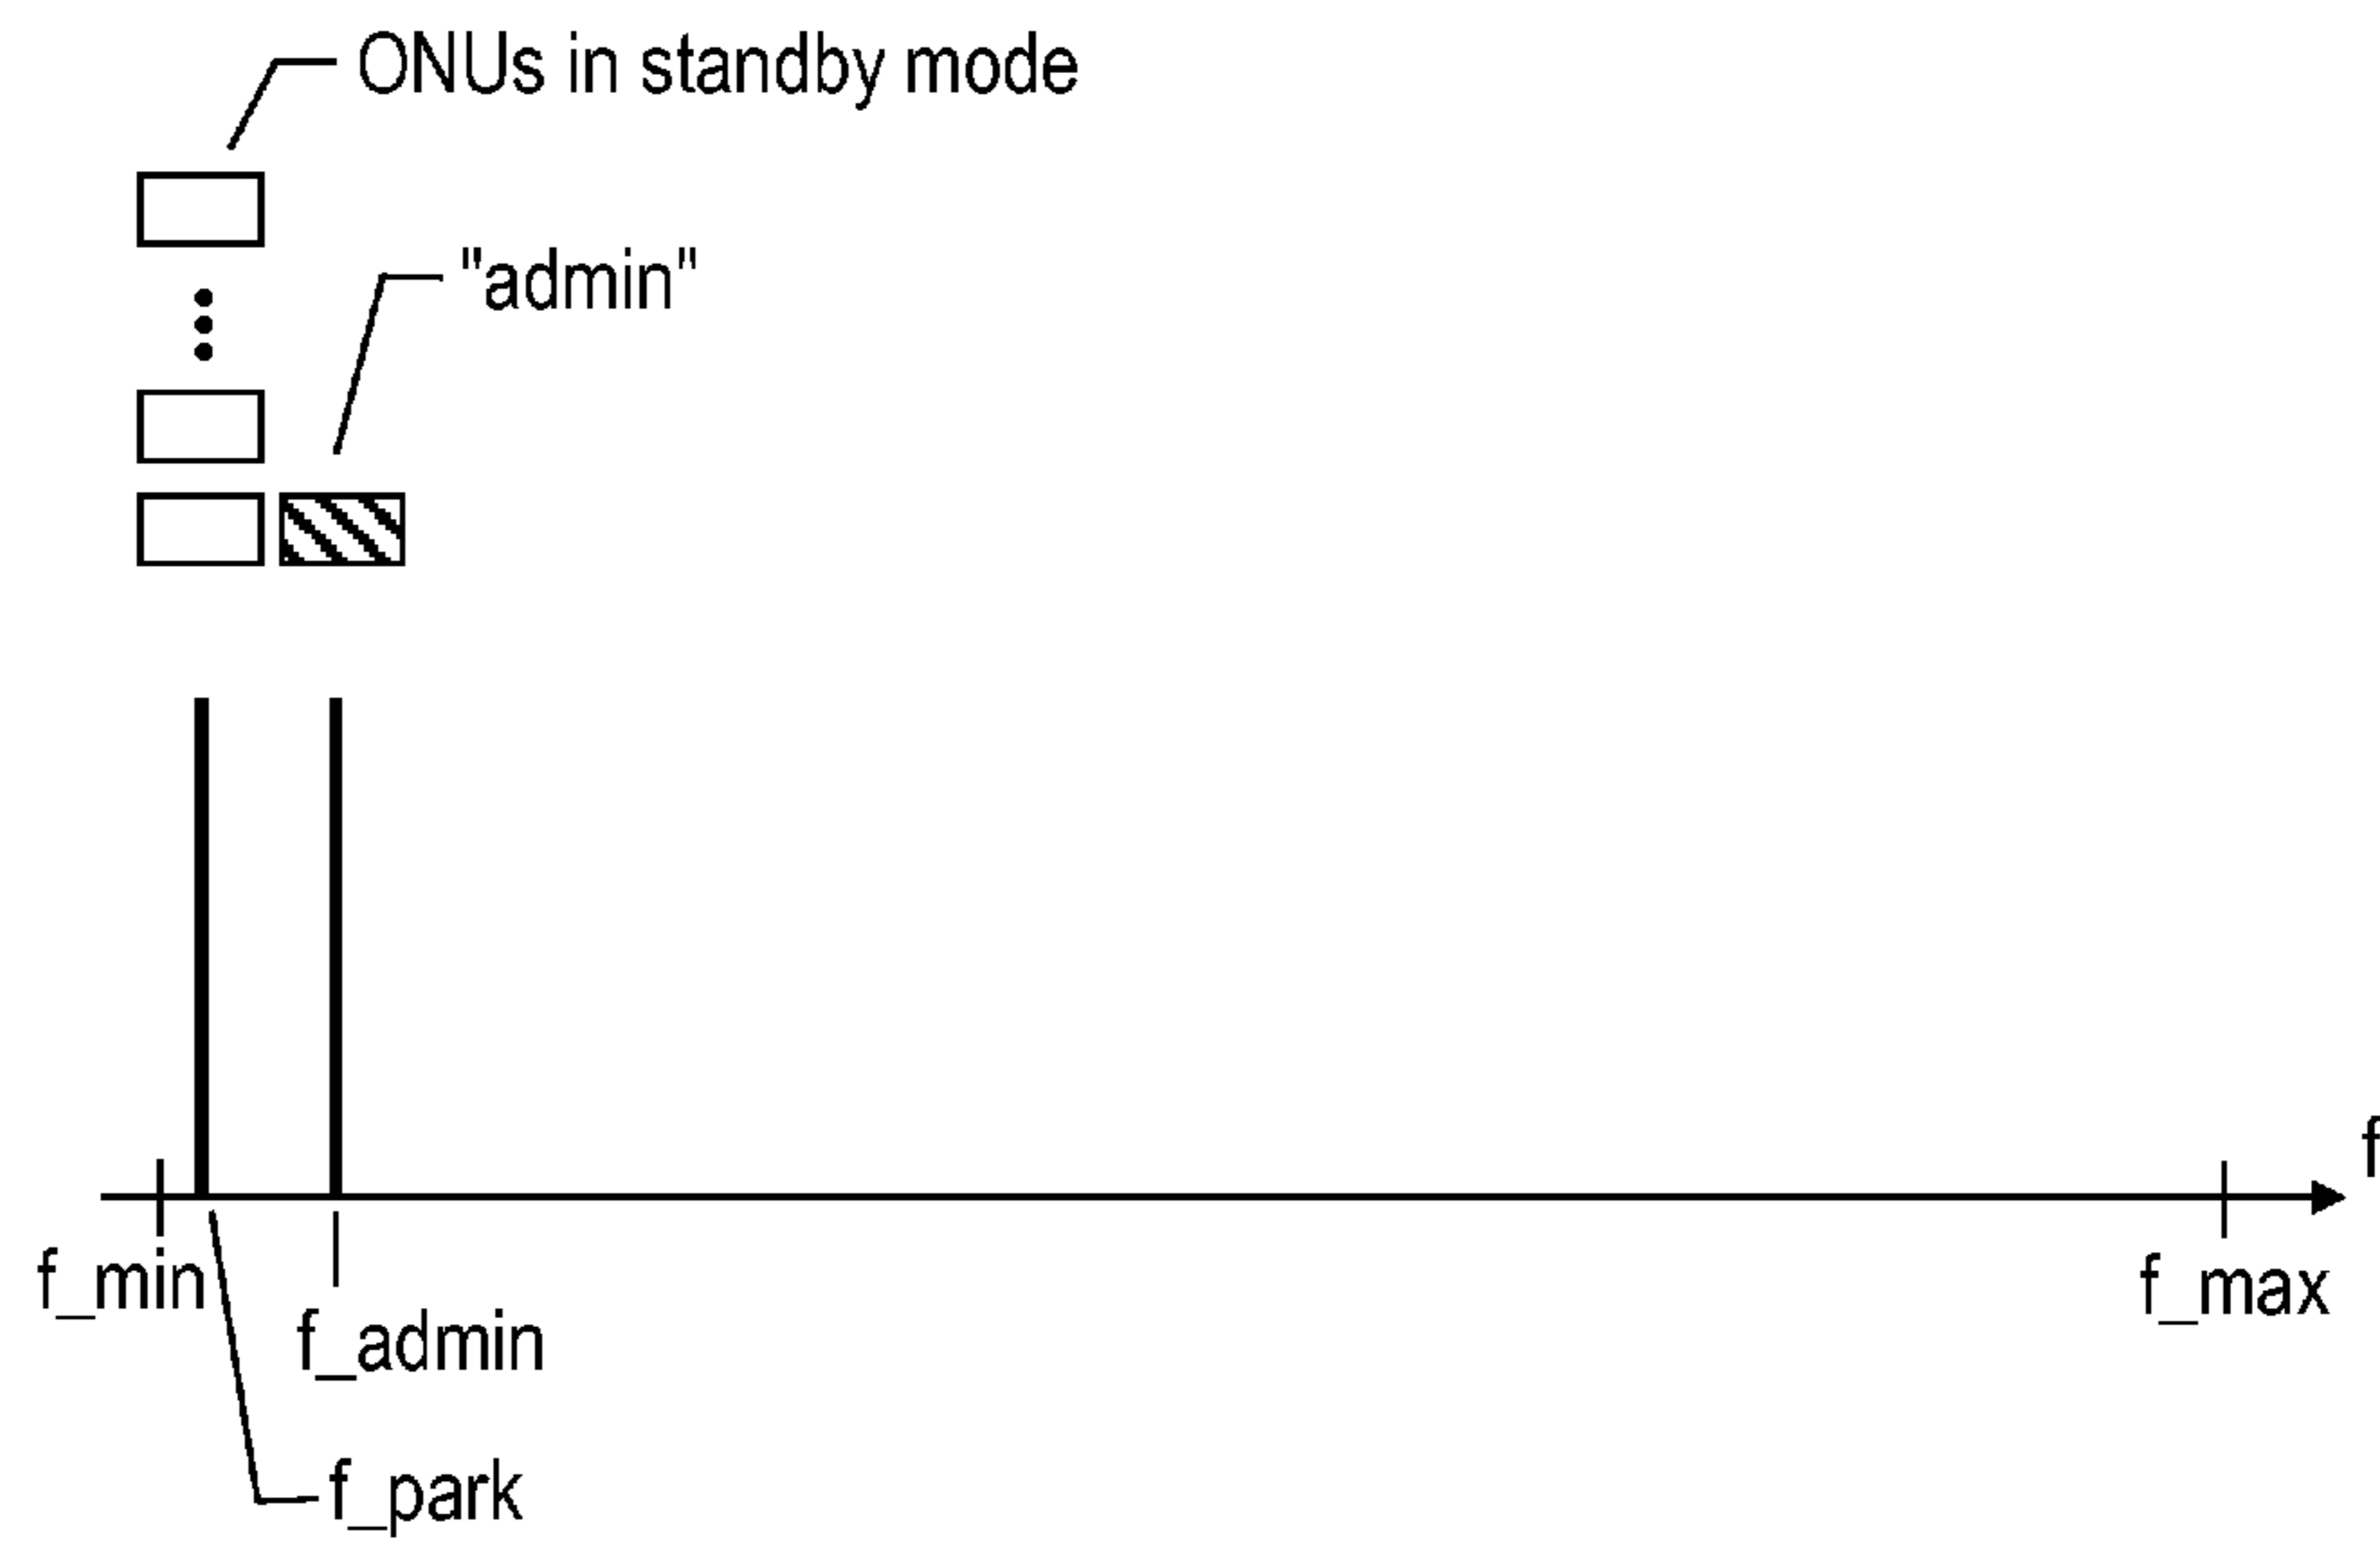 ONUs in standby mode
"admin"
f
f_min
f_max
f_admin
f_park